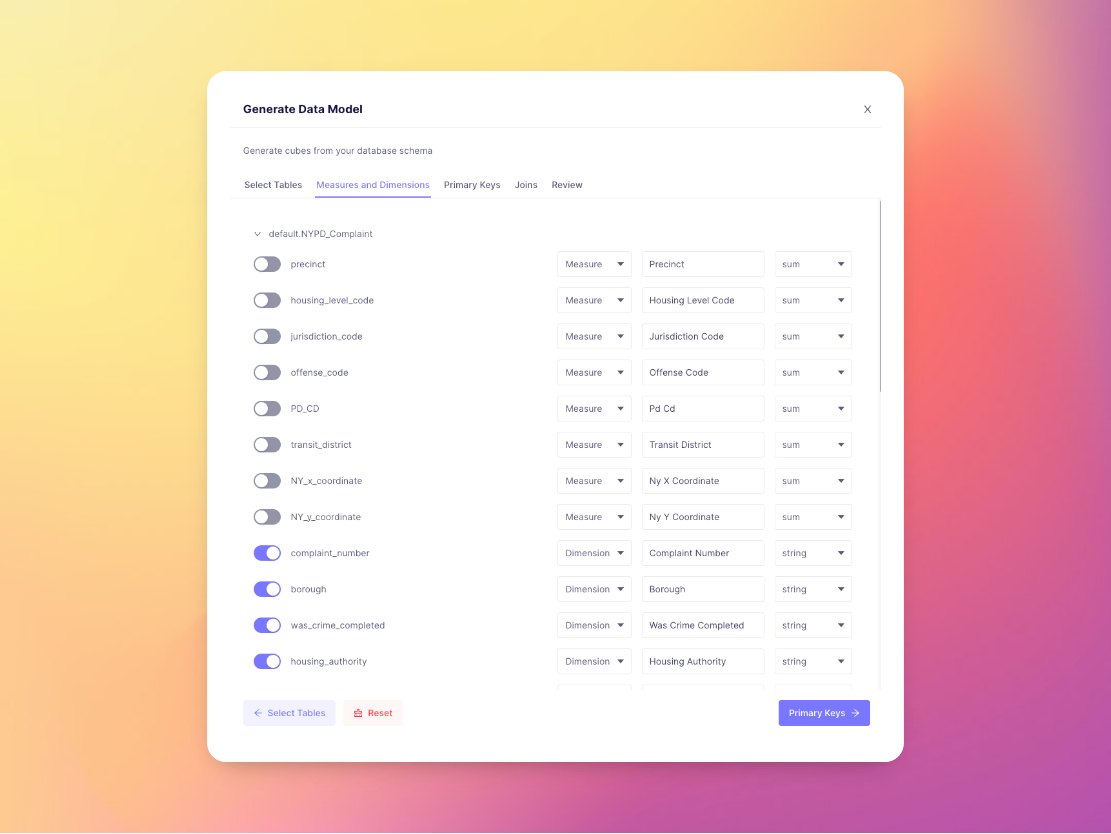 Generate Data Model
Generate cubes from your database schema
Select Tables Measures and Dimensions Primary Keys Joins Review
default.NYPD_Complaint
precinct Measure Precinct sum
housing_level_code Measure Housing Level Code sum
jurisdiction_code Measure Jurisdiction Code sum
offense_code Measure Offense Code sum
PD_CD Measure Pd Cd sum
transit_district Measure Transit District sum
NY_x_coordinate Measure Ny X Coordinate sum
NY_y_coordinate Measure Ny Y Coordinate sum
complaint_number Dimension Complaint Number string
borough Dimension Borough string
was_crime_completed Dimension Was Crime Completed string
housing_authority Dimension Housing Authority string
Select Tables Reset Primary Keys